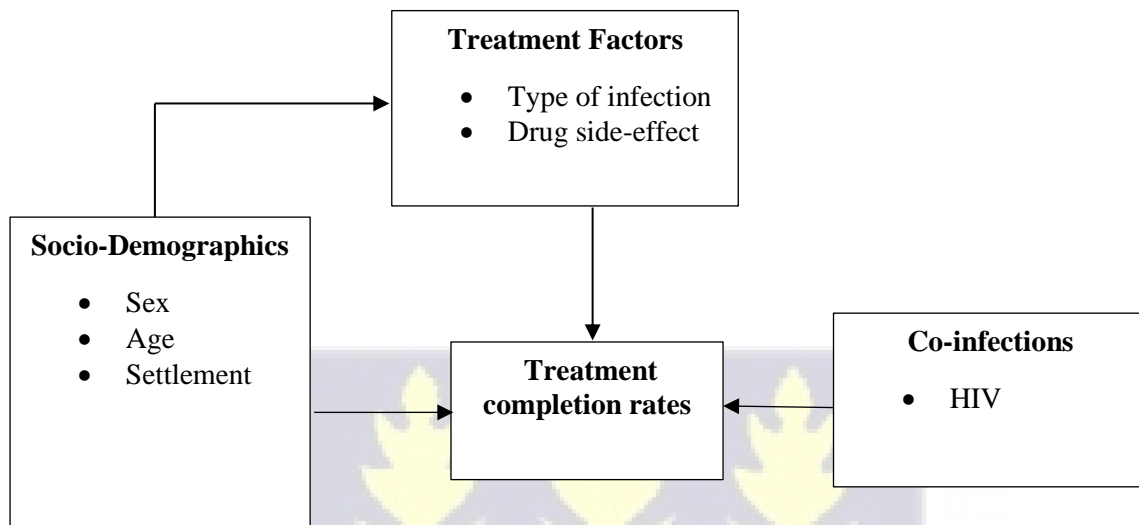 Treatment Factors
• Type of infection
• Drug side-effect
Socio-Demographics
• Sex
• Age
• Settlement
Treatment
completion rates
Co-infections
• HIV